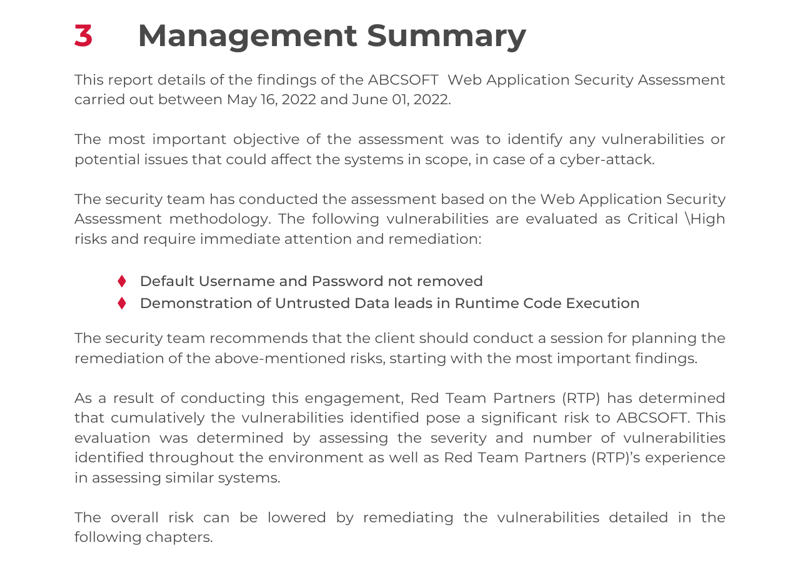 3 Management Summary
This report details of the findings of the ABCSOFT Web Application Security Assessment
carried out between May 16, 2022 and June 01, 2022.
The most important objective of the assessment was to identify any vulnerabilities or
potential issues that could affect the systems in scope, in case of a cyber-attack.
The security team has conducted the assessment based on the Web Application Security
Assessment methodology. The following vulnerabilities are evaluated as Critical \High
risks and require immediate attention and remediation:
Default Username and Password not removed
Demonstration of Untrusted Data leads in Runtime Code Execution
The security team recommends that the client should conduct a session for planning the
remediation of the above-mentioned risks, starting with the most important findings.
As a result of conducting this engagement, Red Team Partners (RTP) has determined
that cumulatively the vulnerabilities identified pose a significant risk to ABCSOFT. This
evaluation was determined by assessing the severity and number of vulnerabilities
identified throughout the environment as well as Red Team Partners (RTP)’s experience
in assessing similar systems.
The overall risk can be lowered by remediating the vulnerabilities detailed in the
following chapters.